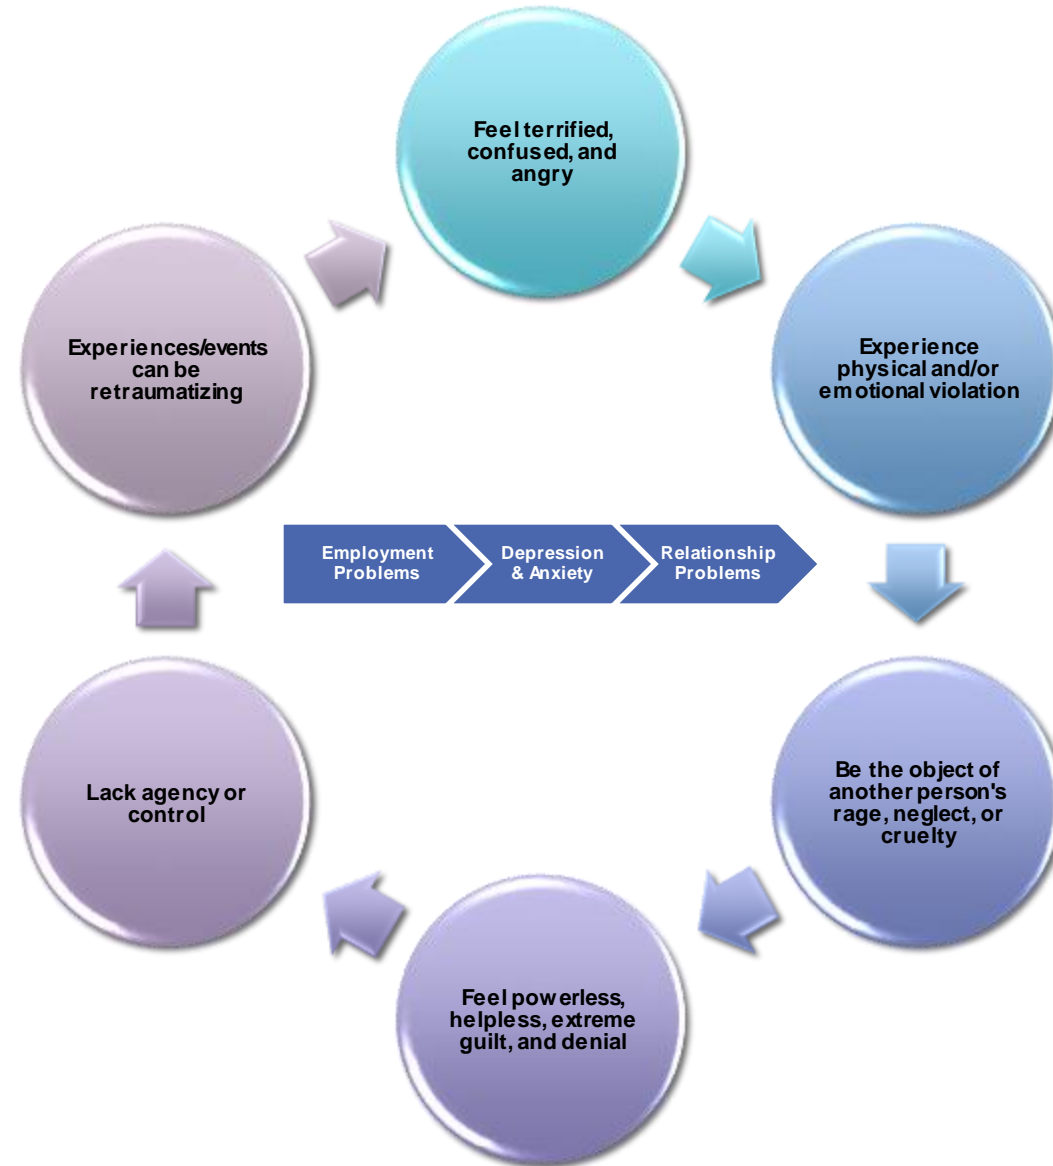 Feel terrified,
confused, and
angry
Experience
physical and/or
emotional violation
Be the object of
another person's
rage, neglect, or
cruelty
Feel powerless,
helpless, extreme
guilt, and denial
Lack agency or
control
Experiences/events
can be
retraumatizing
Employment
Problems
Depression
& Anxiety
Relationship
Problems